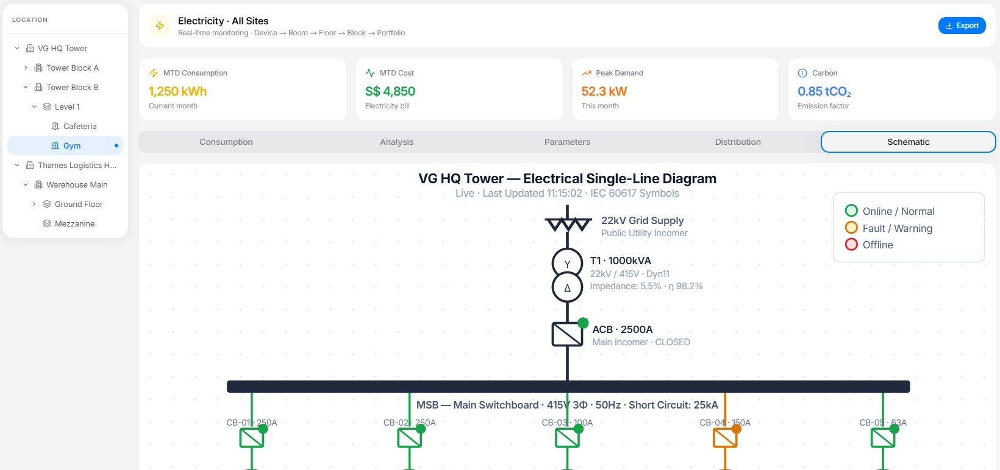 LOCATION
VG HQ Tower
Tower Block A
Tower Block B
Level 1
Cafeteria
Gym
Thames Logistics H...
Warehouse Main
Ground Floor
Mezzanine
Electricity · All Sites
Real-time monitoring · Device → Room → Floor → Block → Portfolio
Export
MTD Consumption
1,250 kWh
Current month
MTD Cost
S$ 4,850
Electricity bill
Peak Demand
52.3 kW
This month
Carbon
0.85 tCO₂
Emission factor
Consumption
Analysis
Parameters
Distribution
Schematic
VG HQ Tower — Electrical Single-Line Diagram
Live · Last Updated 11:15:02 · IEC 60617 Symbols
Online / Normal
Fault / Warning
Offline
22kV Grid Supply
Public Utility Incomer
Y
Δ
T1 · 1000kVA
22kV / 415V · Dyn11
Impedance: 5.5% · η 98.2%
ACB · 2500A
Main Incomer · CLOSED
MSB — Main Switchboard · 415V 3Φ · 50Hz · Short Circuit: 25kA
CB-01 · 250A
CB-02 · 250A
CB-03 · 100A
CB-04 · 150A
CB-05 · 63A